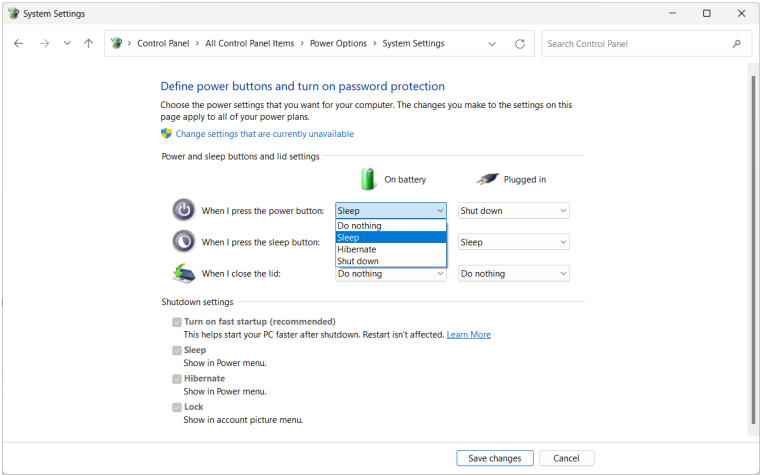 System Settings
Control Panel > All Control Panel Items > Power Options > System Settings
Search Control Panel
Define power buttons and turn on password protection
Choose the power settings that you want for your computer. The changes you make to the settings on this
page apply to all of your power plans.
Change settings that are currently unavailable
Power and sleep buttons and lid settings
On battery
Plugged in
When I press the power button:
Sleep
Shut down
Do nothing
Sleep
Hibernate
Shut down
When I press the sleep button:
Sleep
When I close the lid:
Do nothing
Do nothing
Shutdown settings
Turn on fast startup (recommended)
This helps start your PC faster after shutdown. Restart isn't affected. Learn More
Sleep
Show in Power menu.
Hibernate
Show in Power menu.
Lock
Show in account picture menu.
Save changes
Cancel